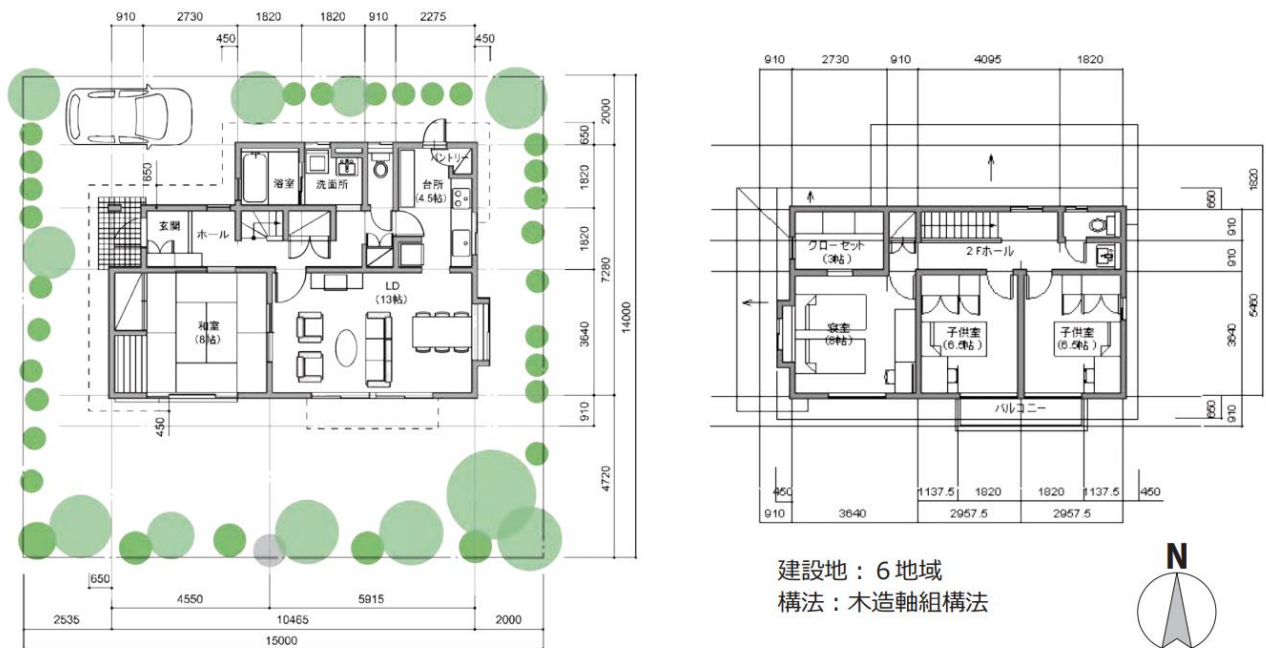 910 2730 1820 1820 910 2275
450 450
2000
650
1820
1820
7280
3640
14000
910
4720
650
浴室
洗面所
パントリー
台所
(4.5帖)
玄関
ホール
LD
(13帖)
和室
(8帖)
450
650
4550 5915
2535 10465 2000
15000
910 2730 910 4095 1820
1820
650
910
910
5460
3640
650
910
クローゼット
(3帖)
2Fホール
寝室
(8帖)
子供室
(6.5帖)
子供室
(6.5帖)
バルコニー
450 1137.5 1820 1820 1137.5 450
910 3640 2957.5 2957.5
建設地：６地域
構法：木造軸組構法
N